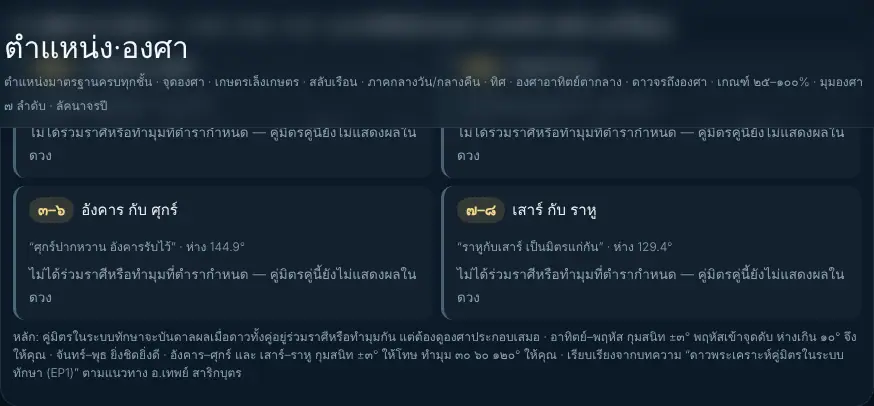 ตำแหน่ง·องศา
ตำแหน่งมาตรฐานครบทุกชั้น · จุดองศา · เกษตรเล็งเกษตร · สลับเรือน · ภาคกลางวัน/กลางคืน · ทิศ · องศาอาทิตย์ตากลาง · ดาวจรถึงองศา · เกณฑ์ ๒๕–๑๐๐% · มุมองศา
๗ ลำดับ · ลัคนาจรปี
ไม่ได้ร่วมราศีหรือทำมุมที่ตำรากำหนด — คู่มิตรคู่นี้ยังไม่แสดงผลใน
ดวง
ไม่ได้ร่วมราศีหรือทำมุมที่ตำรากำหนด — คู่มิตรคู่นี้ยังไม่แสดงผลใน
ดวง
๓–๖ อังคาร กับ ศุกร์
“ศุกร์ปากหวาน อังคารรับไว้” · ห่าง 144.9°
ไม่ได้ร่วมราศีหรือทำมุมที่ตำรากำหนด — คู่มิตรคู่นี้ยังไม่แสดงผลใน
ดวง
๗–๘ เสาร์ กับ ราหู
“ราหูกับเสาร์ เป็นมิตรแก่กัน” · ห่าง 129.4°
ไม่ได้ร่วมราศีหรือทำมุมที่ตำรากำหนด — คู่มิตรคู่นี้ยังไม่แสดงผลใน
ดวง
หลัก: คู่มิตรในระบบทักษาจะบันดาลผลเมื่อดาวทั้งคู่อยู่ร่วมราศีหรือทำมุมกัน แต่ต้องดูองศาประกอบเสมอ · อาทิตย์–พฤหัส กุมสนิท ±๓° พฤหัสเข้าจุดดับ ห่างเกิน ๑๐° จึง
ให้คุณ · จันทร์–พุธ ยิ่งชิดยิ่งดี · อังคาร–ศุกร์ และ เสาร์–ราหู กุมสนิท ±๓° ให้โทษ ทำมุม ๓๐ ๖๐ ๑๒๐° ให้คุณ · เรียบเรียงจากบทความ “ดาวพระเคราะห์คู่มิตรในระบบ
ทักษา (EP1)” ตามแนวทาง อ.เทพย์ สาริกบุตร